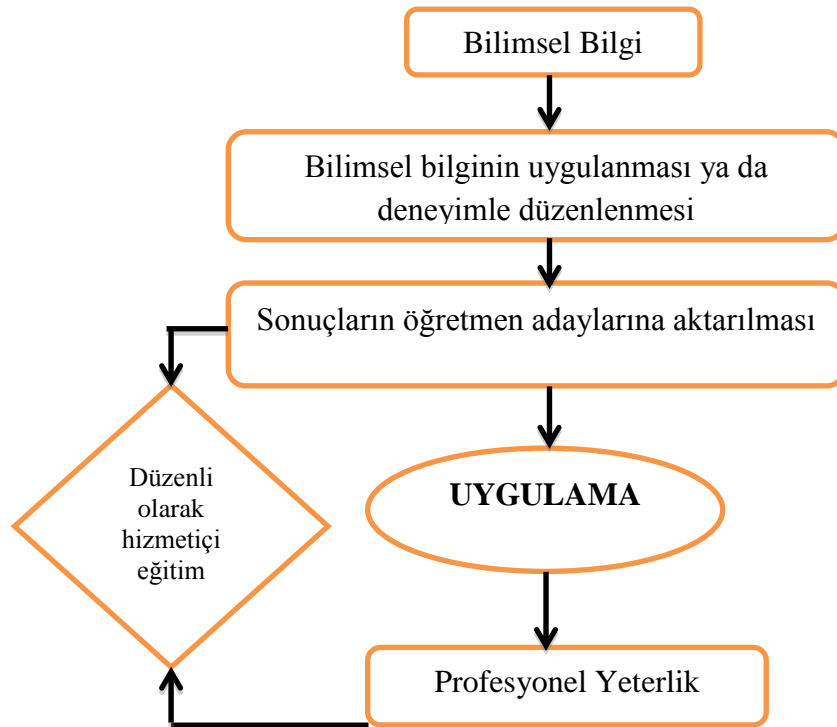 Bilimsel Bilgi
Bilimsel bilginin uygulanması ya da
deneyimle düzenlenmesi
Sonuçların öğretmen adaylarına aktarılması
Düzenli
olarak
hizmetiçi
eğitim
UYGULAMA
Profesyonel Yeterlik